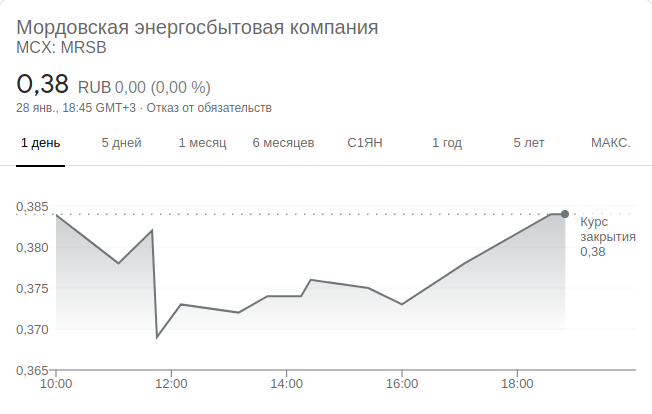 Мордовская энергосбытовая компания
MCX: MRSB
0,38 RUB 0,00 (0,00 %)
28 янв., 18:45 GMT+3 · Отказ от обязательств
1 день 5 дней 1 месяц 6 месяцев С1ЯН 1 год 5 лет МАКС.
0,385
Курс
закрытия
0,38
0,380
0,375
0,370
0,365
10:00 12:00 14:00 16:00 18:00